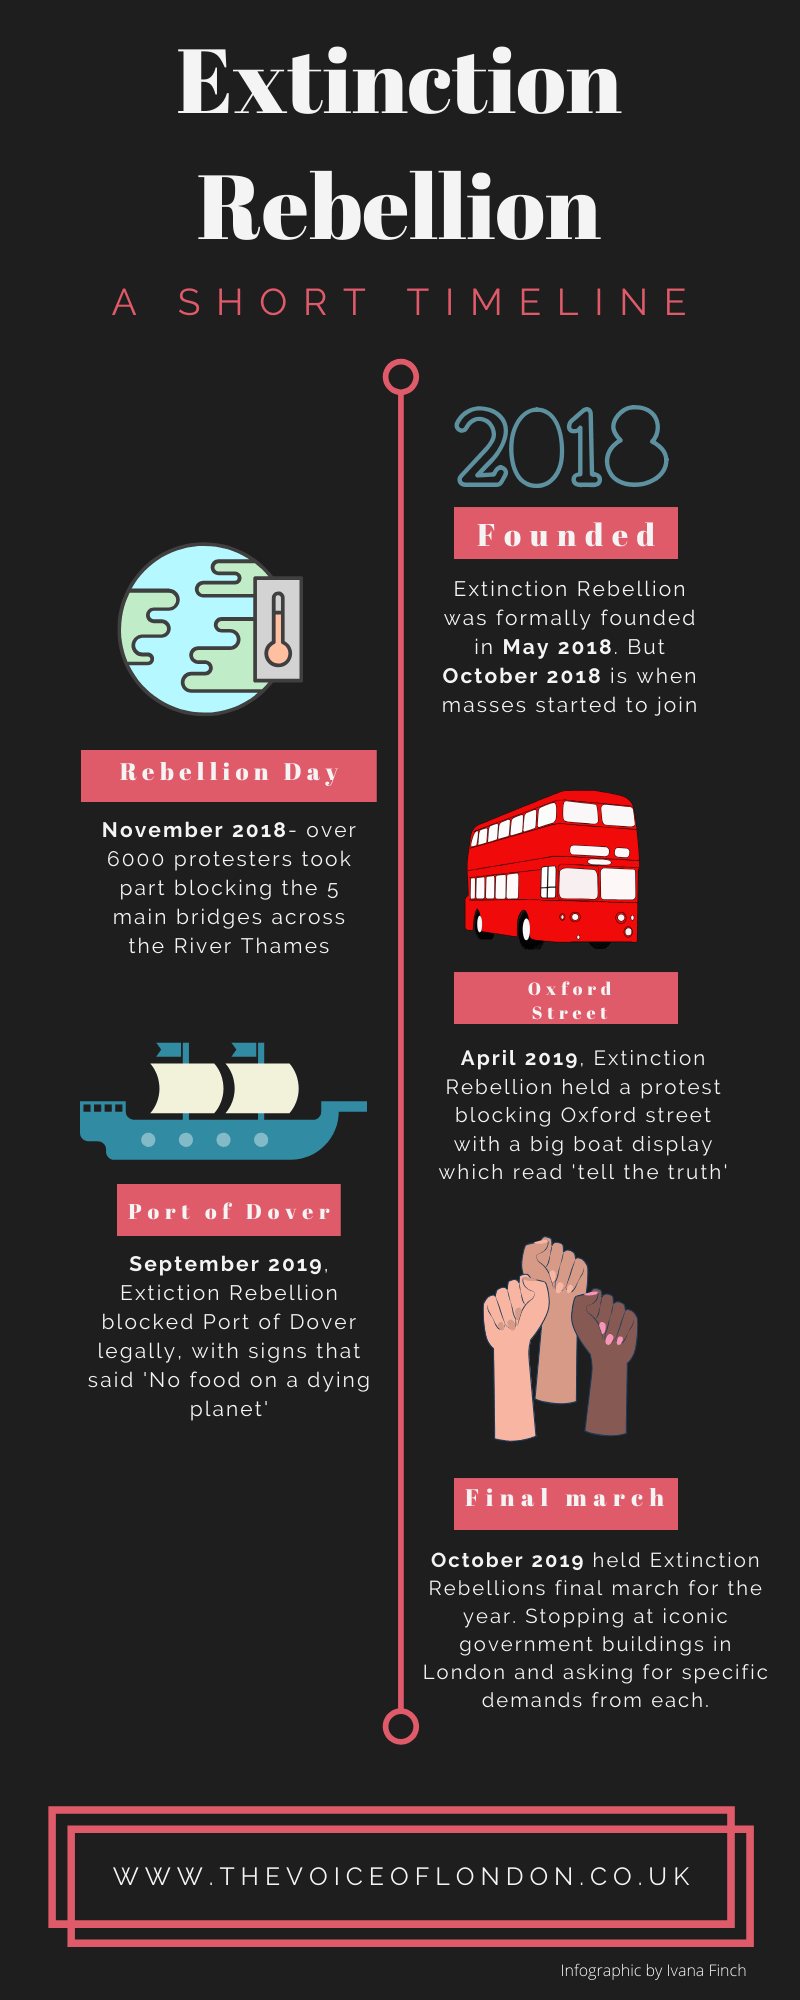 Extinction
Rebellion
A SHORT TIMELINE
2018
Founded
Extinction Rebellion
was formally founded
in May 2018. But
October 2018 is when
masses started to join
Rebellion Day
November 2018- over
6000 protesters took
part blocking the 5
main bridges across
the River Thames
Oxford
Street
April 2019, Extinction
Rebellion held a protest
blocking Oxford street
with a big boat display
which read 'tell the truth'
Port of Dover
September 2019,
Extiction Rebellion
blocked Port of Dover
legally, with signs that
said 'No food on a dying
planet'
Final march
October 2019 held Extinction
Rebellions final march for the
year. Stopping at iconic
government buildings in
London and asking for specific
demands from each.
WWW.THEVOICEOFLONDON.CO.UK
Infographic by Ivana Finch